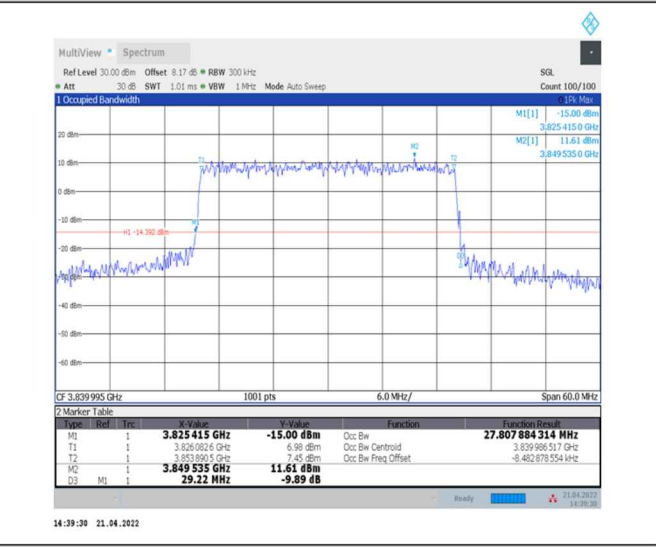 MultiView Spectrum
Ref Level 30.00 dBm Offset 8.17 dB RBW 300 kHz SGL
Att 30 dB SWT 1.01 ms VBW 1 MHz Mode Auto Sweep Count 100/100
1 Occupied Bandwidth 1Pk Max
M1[1] -15.00 dBm
3.825 415 0 GHz
M2[1] 11.61 dBm
3.849 535 0 GHz
20 dBm
M2
T1 T2
10 dBm
0 dBm
-10 dBm
M1
H1 -14.392 dBm
-20 dBm
D3
-40 dBm
-50 dBm
-60 dBm
CF 3.839 995 GHz 1001 pts 6.0 MHz/ Span 60.0 MHz
2 Marker Table
Type Ref Trc X-Value Y-Value Function Function Result
M1 1 3.825415 GHz -15.00 dBm Occ Bw 27.807 884 314 MHz
T1 1 3.826 082 6 GHz 6.98 dBm Occ Bw Centroid 3.839 986 517 GHz
T2 1 3.853 890 5 GHz 7.45 dBm Occ Bw Freq Offset -8.482 878 554 kHz
M2 1 3.849 535 GHz 11.61 dBm
D3 M1 1 29.22 MHz -9.89 dB
Ready 21.04.2022
14:39:30
14:39:30 21.04.2022